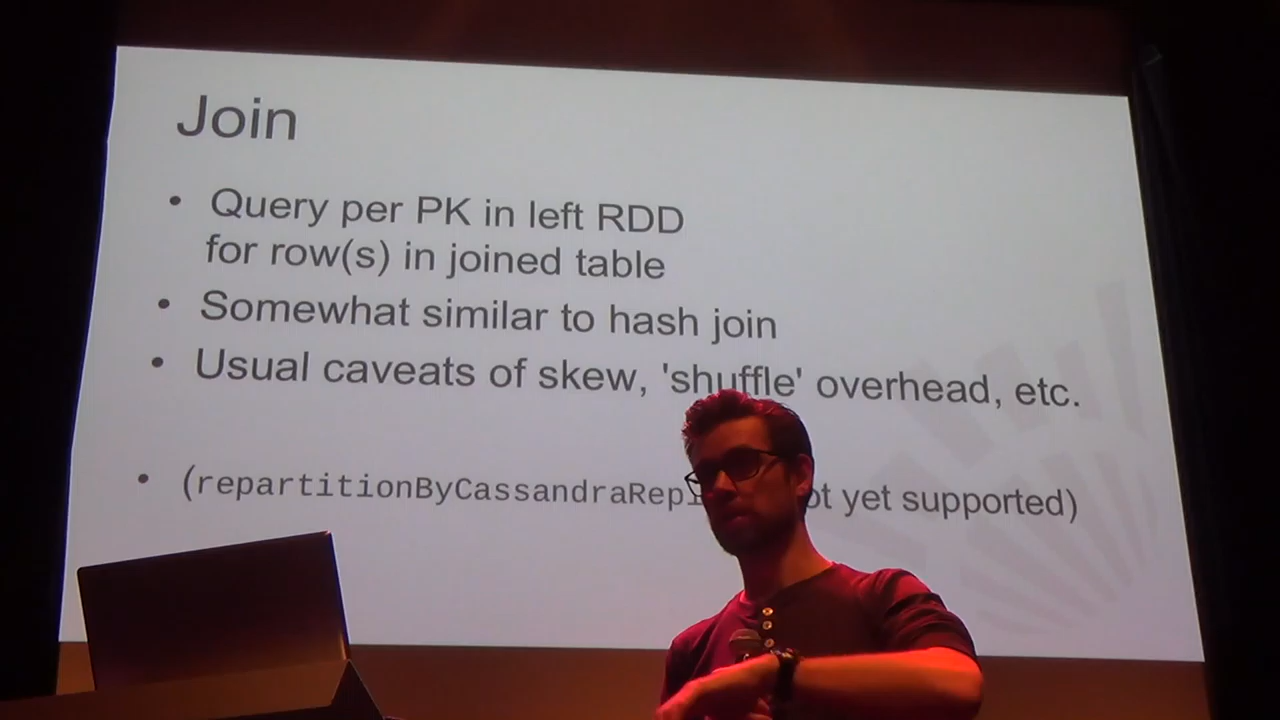 Join
• Query per PK in left RDD
for row(s) in joined table
• Somewhat similar to hash join
• Usual caveats of skew, 'shuffle' overhead, etc.
• (repartitionByCassandraRepl yet supported)